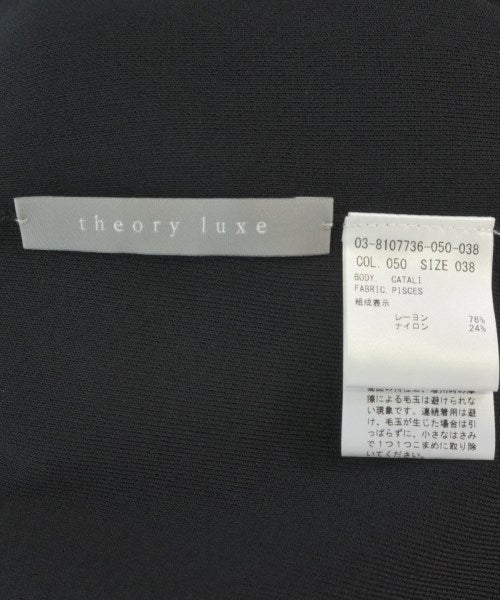 theory luxe
03-8107736-050-038
COL. 050 SIZE 038
BODY CATALI
FABRIC. PISCES
組成表示
レーヨン 76%
ナイロン 24%
擦による毛玉は避けられな
い現象です。連続着用は避
け、毛玉が生じた場合は引
っぱらずに、小さなはさみ
で1つ1つこまめに取り除
いてください。